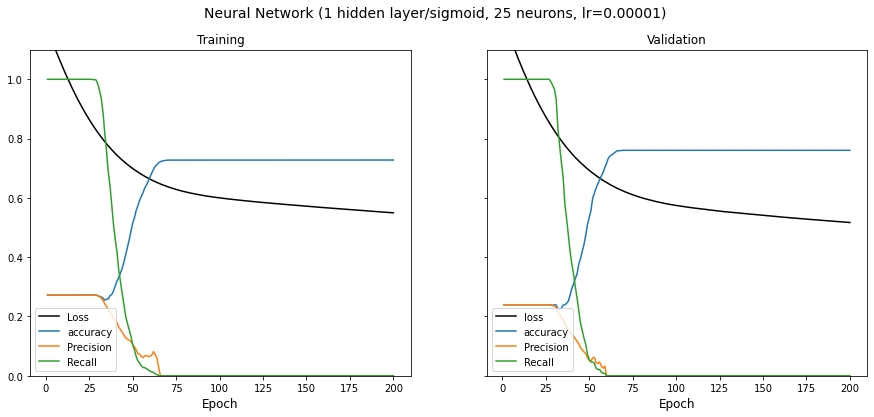 Neural Network (1 hidden layer/sigmoid, 25 neurons, lr=0.00001)
Training
Validation
1.0
0.8
0.6
0.4
0.2
0.0
Loss
accuracy
Precision
Recall
loss
accuracy
Precision
Recall
0 25 50 75 100 125 150 175 200
0 25 50 75 100 125 150 175 200
Epoch
Epoch